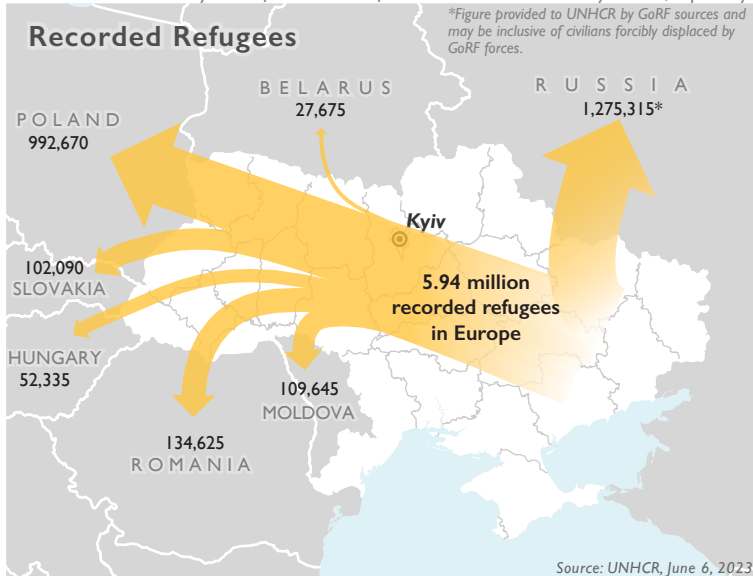 *Figure provided to UNHCR by GoRF sources and
may be inclusive of civilians forcibly displaced by
GoRF forces.
Recorded Refugees
BELARUS
27,675
RUSSIA
1,275,315*
POLAND
992,670
Kyiv
102,090
SLOVAKIA
5.94 million
recorded refugees
in Europe
HUNGARY
52,335
109,645
MOLDOVA
134,625
ROMANIA
Source: UNHCR, June 6, 2023